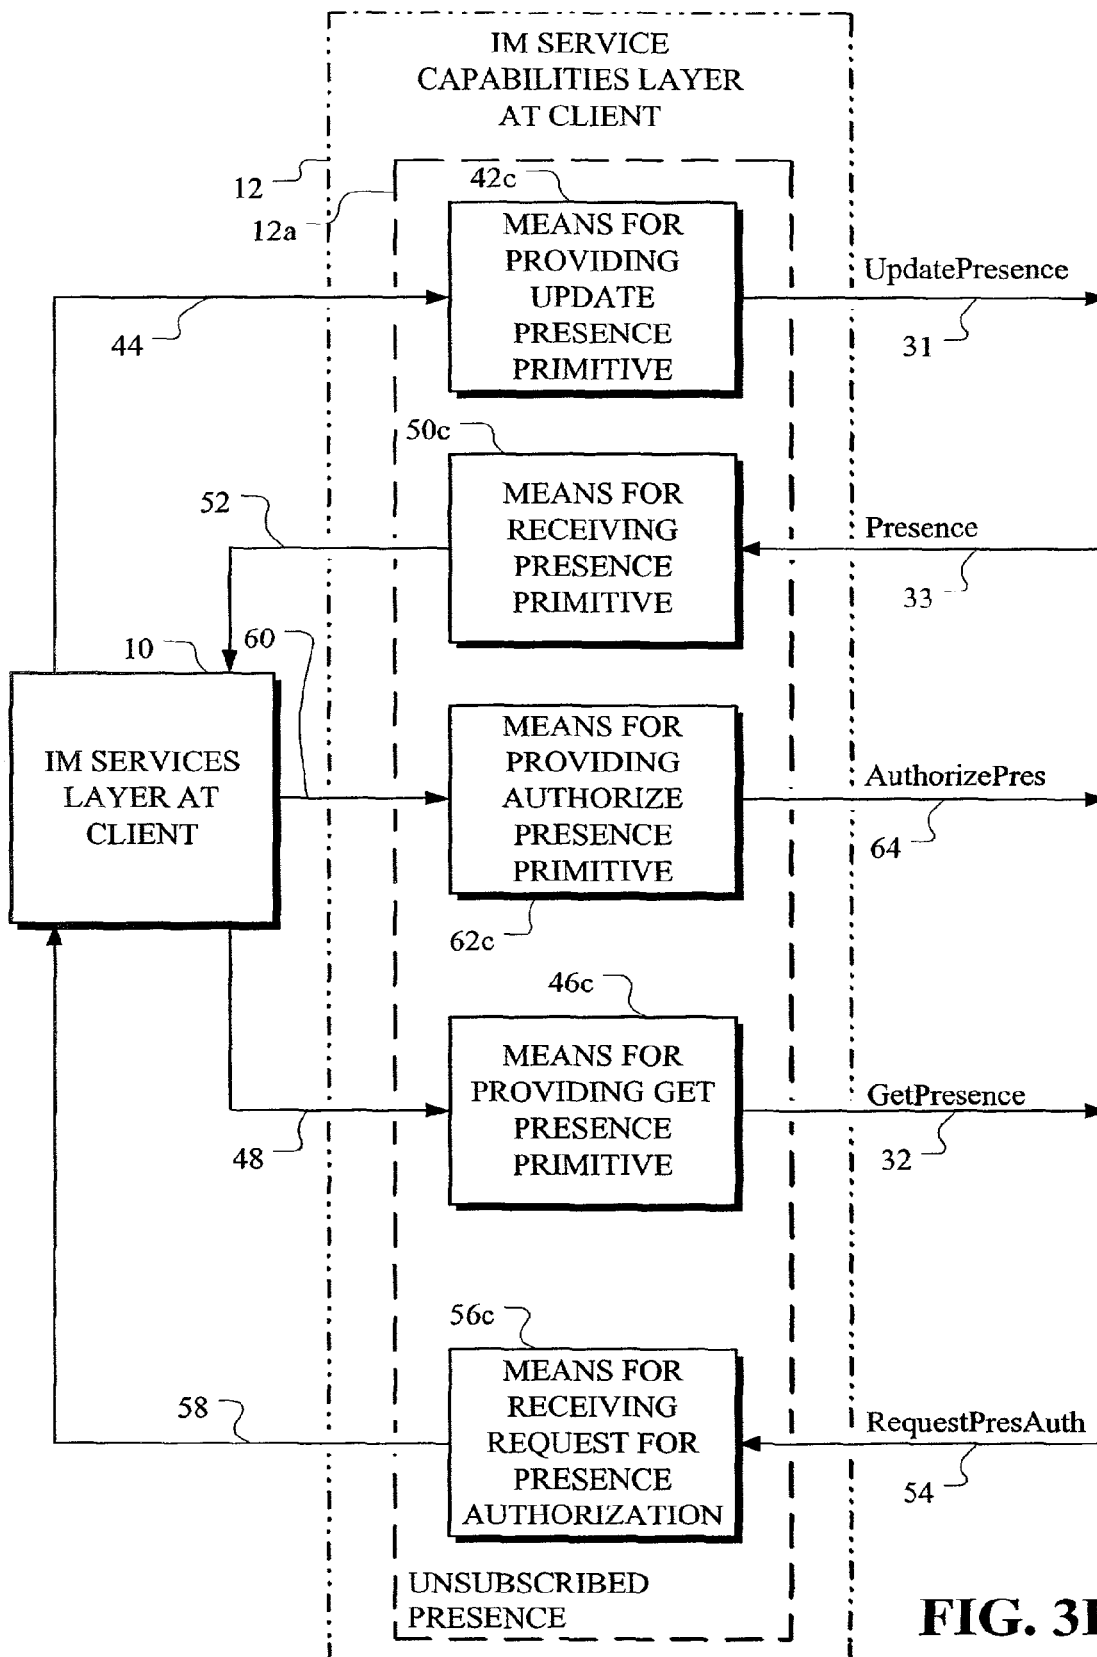 IM SERVICE
CAPABILITIES LAYER
AT CLIENT
12
12a
42c
MEANS FOR
PROVIDING
UPDATE
PRESENCE
PRIMITIVE
UpdatePresence
44
31
50c
MEANS FOR
RECEIVING
PRESENCE
PRIMITIVE
52
Presence
33
10
60
IM SERVICES
LAYER AT
CLIENT
MEANS FOR
PROVIDING
AUTHORIZE
PRESENCE
PRIMITIVE
AuthorizePres
64
62c
46c
MEANS FOR
PROVIDING GET
PRESENCE
PRIMITIVE
GetPresence
48
32
56c
MEANS FOR
RECEIVING
REQUEST FOR
PRESENCE
AUTHORIZATION
58
RequestPresAuth
54
UNSUBSCRIBED
PRESENCE
FIG.